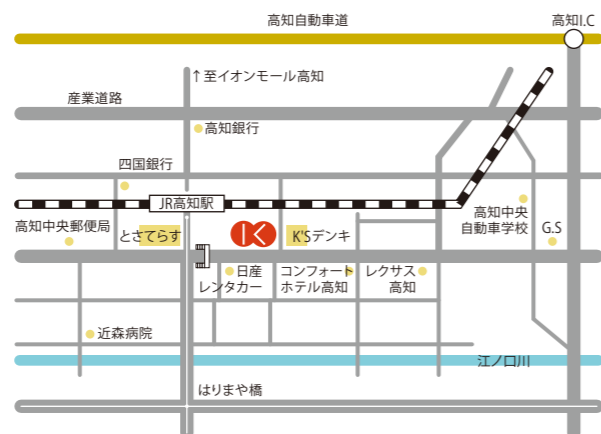 高知自動車道
高知I.C
↑至イオンモール高知
産業道路
高知銀行
四国銀行
JR高知駅
高知中央郵便局
とさてらす
K
K'Sデンキ
高知中央
自動車学校
G.S
日産
レンタカー
コンフォート
ホテル高知
レクサス
高知
近森病院
江ノ口川
はりまや橋